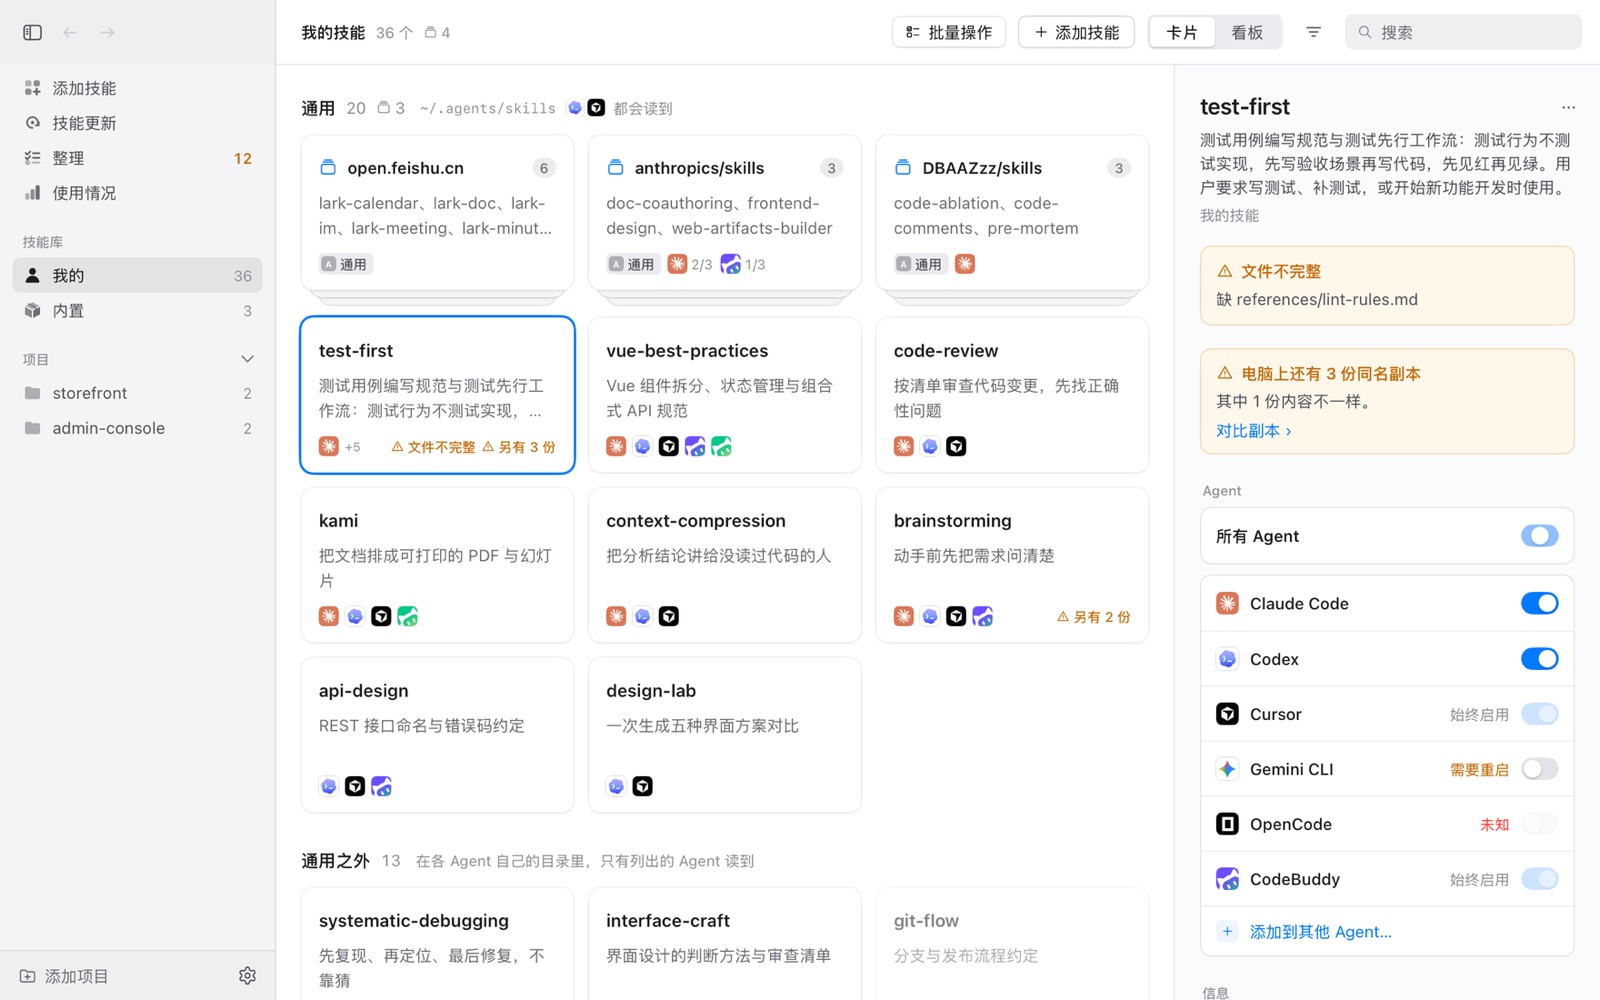 我的技能 36 个 4
批量操作
添加技能
卡片
看板
搜索
添加技能
技能更新
整理 12
使用情况
技能库
我的 36
内置 3
项目
storefront 2
admin-console 2
添加项目
通用 20 3 ~/.agents/skills 都会读到
open.feishu.cn 6
lark-calendar、lark-doc、lark-
im、lark-meeting、lark-minut...
A 通用
anthropics/skills 3
doc-coauthoring、frontend-
design、web-artifacts-builder
A 通用 2/3 1/3
DBAAZzz/skills 3
code-ablation、code-
comments、pre-mortem
A 通用
test-first
测试用例编写规范与测试先行工
作流：测试行为不测试实现，...
+5 文件不完整 另有 3 份
vue-best-practices
Vue 组件拆分、状态管理与组合
式 API 规范
code-review
按清单审查代码变更，先找正确
性问题
kami
把文档排成可打印的 PDF 与幻灯
片
context-compression
把分析结论讲给没读过代码的人
brainstorming
动手前先把需求问清楚
另有 2 份
api-design
REST 接口命名与错误码约定
design-lab
一次生成五种界面方案对比
通用之外 13 在各 Agent 自己的目录里，只有列出的 Agent 读到
systematic-debugging
先复现、再定位、最后修复，不
靠猜
interface-craft
界面设计的判断方法与审查清单
git-flow
分支与发布流程约定
test-first ...
测试用例编写规范与测试先行工作流：测试行为不测
试实现，先写验收场景再写代码，先见红再见绿。用
户要求写测试、补测试，或开始新功能开发时使用。
我的技能
文件不完整
缺 references/lint-rules.md
电脑上还有 3 份同名副本
其中 1 份内容不一样。
对比副本 ›
Agent
所有 Agent
Claude Code
Codex
Cursor 始终启用
Gemini CLI 需要重启
OpenCode 未知
CodeBuddy 始终启用
+ 添加到其他 Agent...
信息